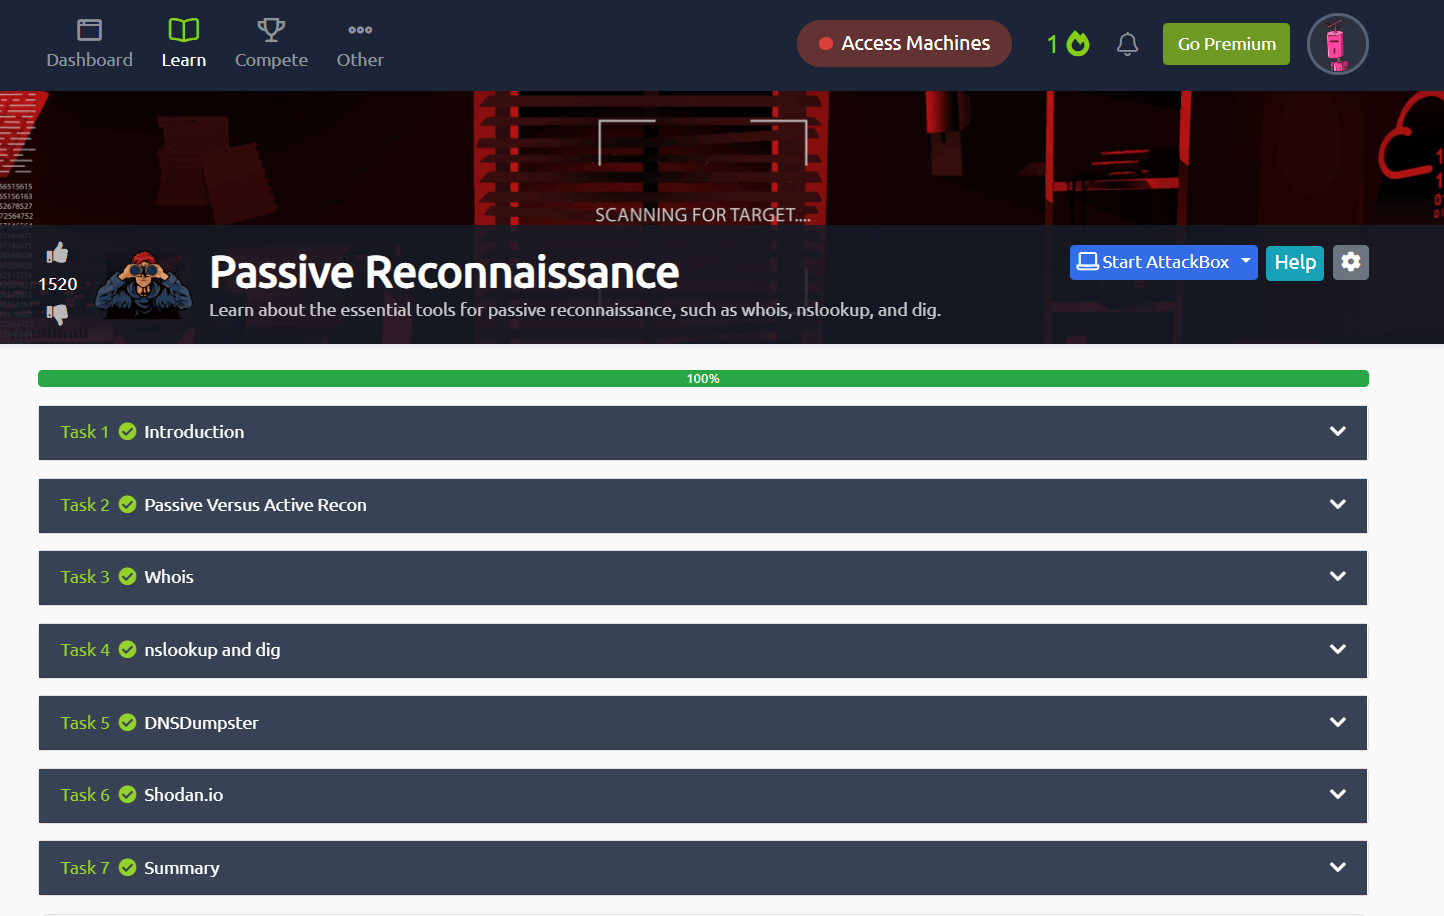 Dashboard
Learn
Compete
Other
Access Machines
1
Go Premium
SCANNING FOR TARGET....
1520
Passive Reconnaissance
Learn about the essential tools for passive reconnaissance, such as whois, nslookup, and dig.
Start AttackBox
Help
100%
Task 1 Introduction
Task 2 Passive Versus Active Recon
Task 3 Whois
Task 4 nslookup and dig
Task 5 DNSDumpster
Task 6 Shodan.io
Task 7 Summary